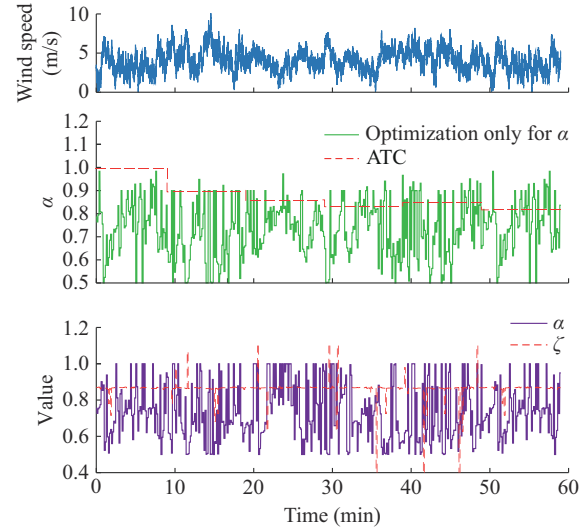 Wind speed
(m/s)
10
5
0
1.2
1.1
1.0
0.9
0.8
0.7
0.6
0.5
α
Optimization only for α
ATC
1.2
1.0
0.8
0.6
0.4
Value
α
ζ
0 10 20 30 40 50 60
Time (min)